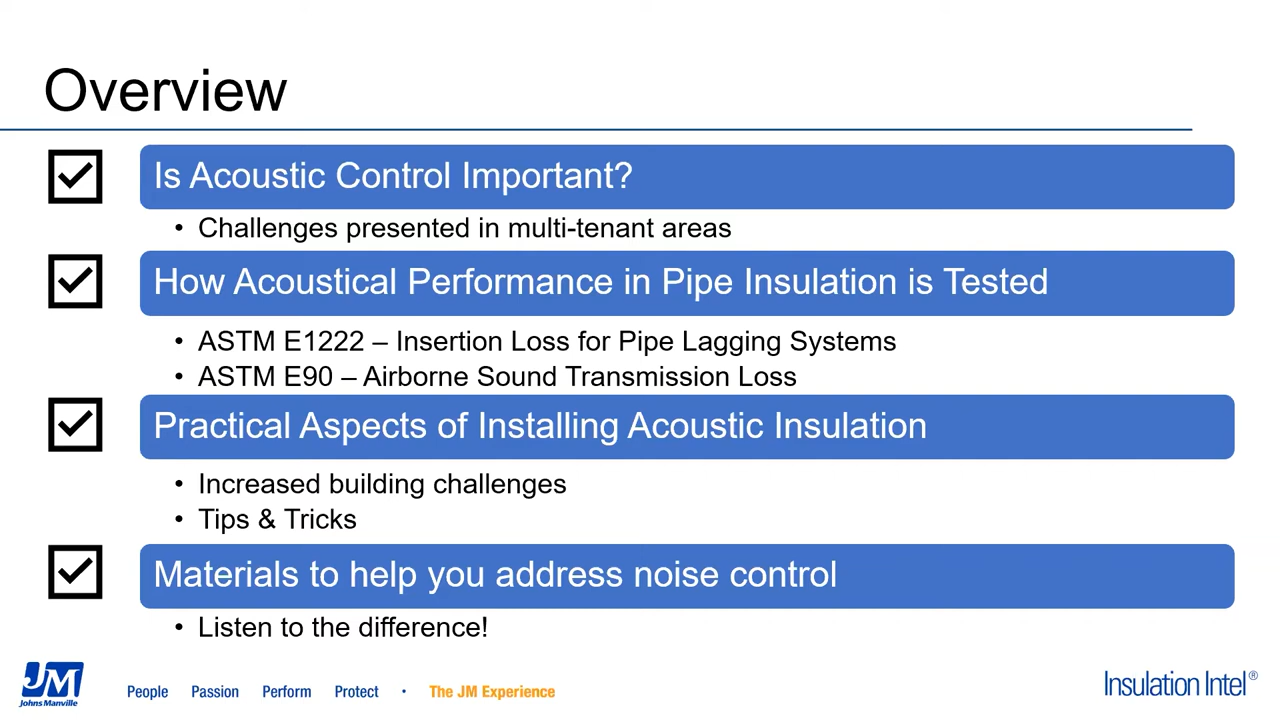 Overview
Is Acoustic Control Important?
• Challenges presented in multi-tenant areas
How Acoustical Performance in Pipe Insulation is Tested
• ASTM E1222 – Insertion Loss for Pipe Lagging Systems
• ASTM E90 – Airborne Sound Transmission Loss
Practical Aspects of Installing Acoustic Insulation
• Increased building challenges
• Tips & Tricks
Materials to help you address noise control
• Listen to the difference!
JM
Johns Manville
People Passion Perform Protect • The JM Experience
Insulation Intel®